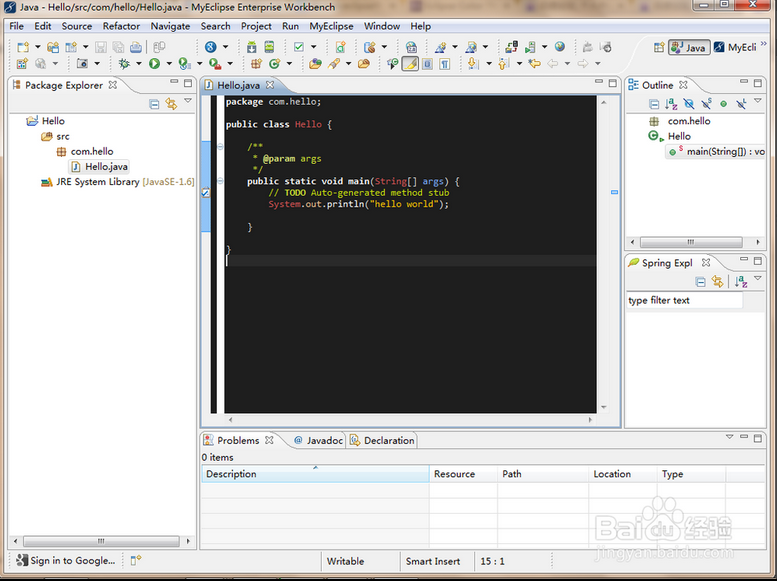 Java - Hello/src/com/hello/Hello.java - MyEclipse Enterprise Workbench
File Edit Source Refactor Navigate Search Project Run MyEclipse Window Help
Java MyEcli »
Package Explorer
Hello
src
com.hello
Hello.java
JRE System Library [JavaSE-1.6]
Hello.java
package com.hello;
public class Hello {
/**
* @param args
*/
public static void main(String[] args) {
// TODO Auto-generated method stub
System.out.println("hello world");
}
}
Outline
com.hello
Hello
main(String[]) : vo
Spring Expl
type filter text
Problems Javadoc Declaration
0 items
Description Resource Path Location Type
Sign in to Google... Writable Smart Insert 15 : 1
Baidu 经验
jingyan.baidu.com